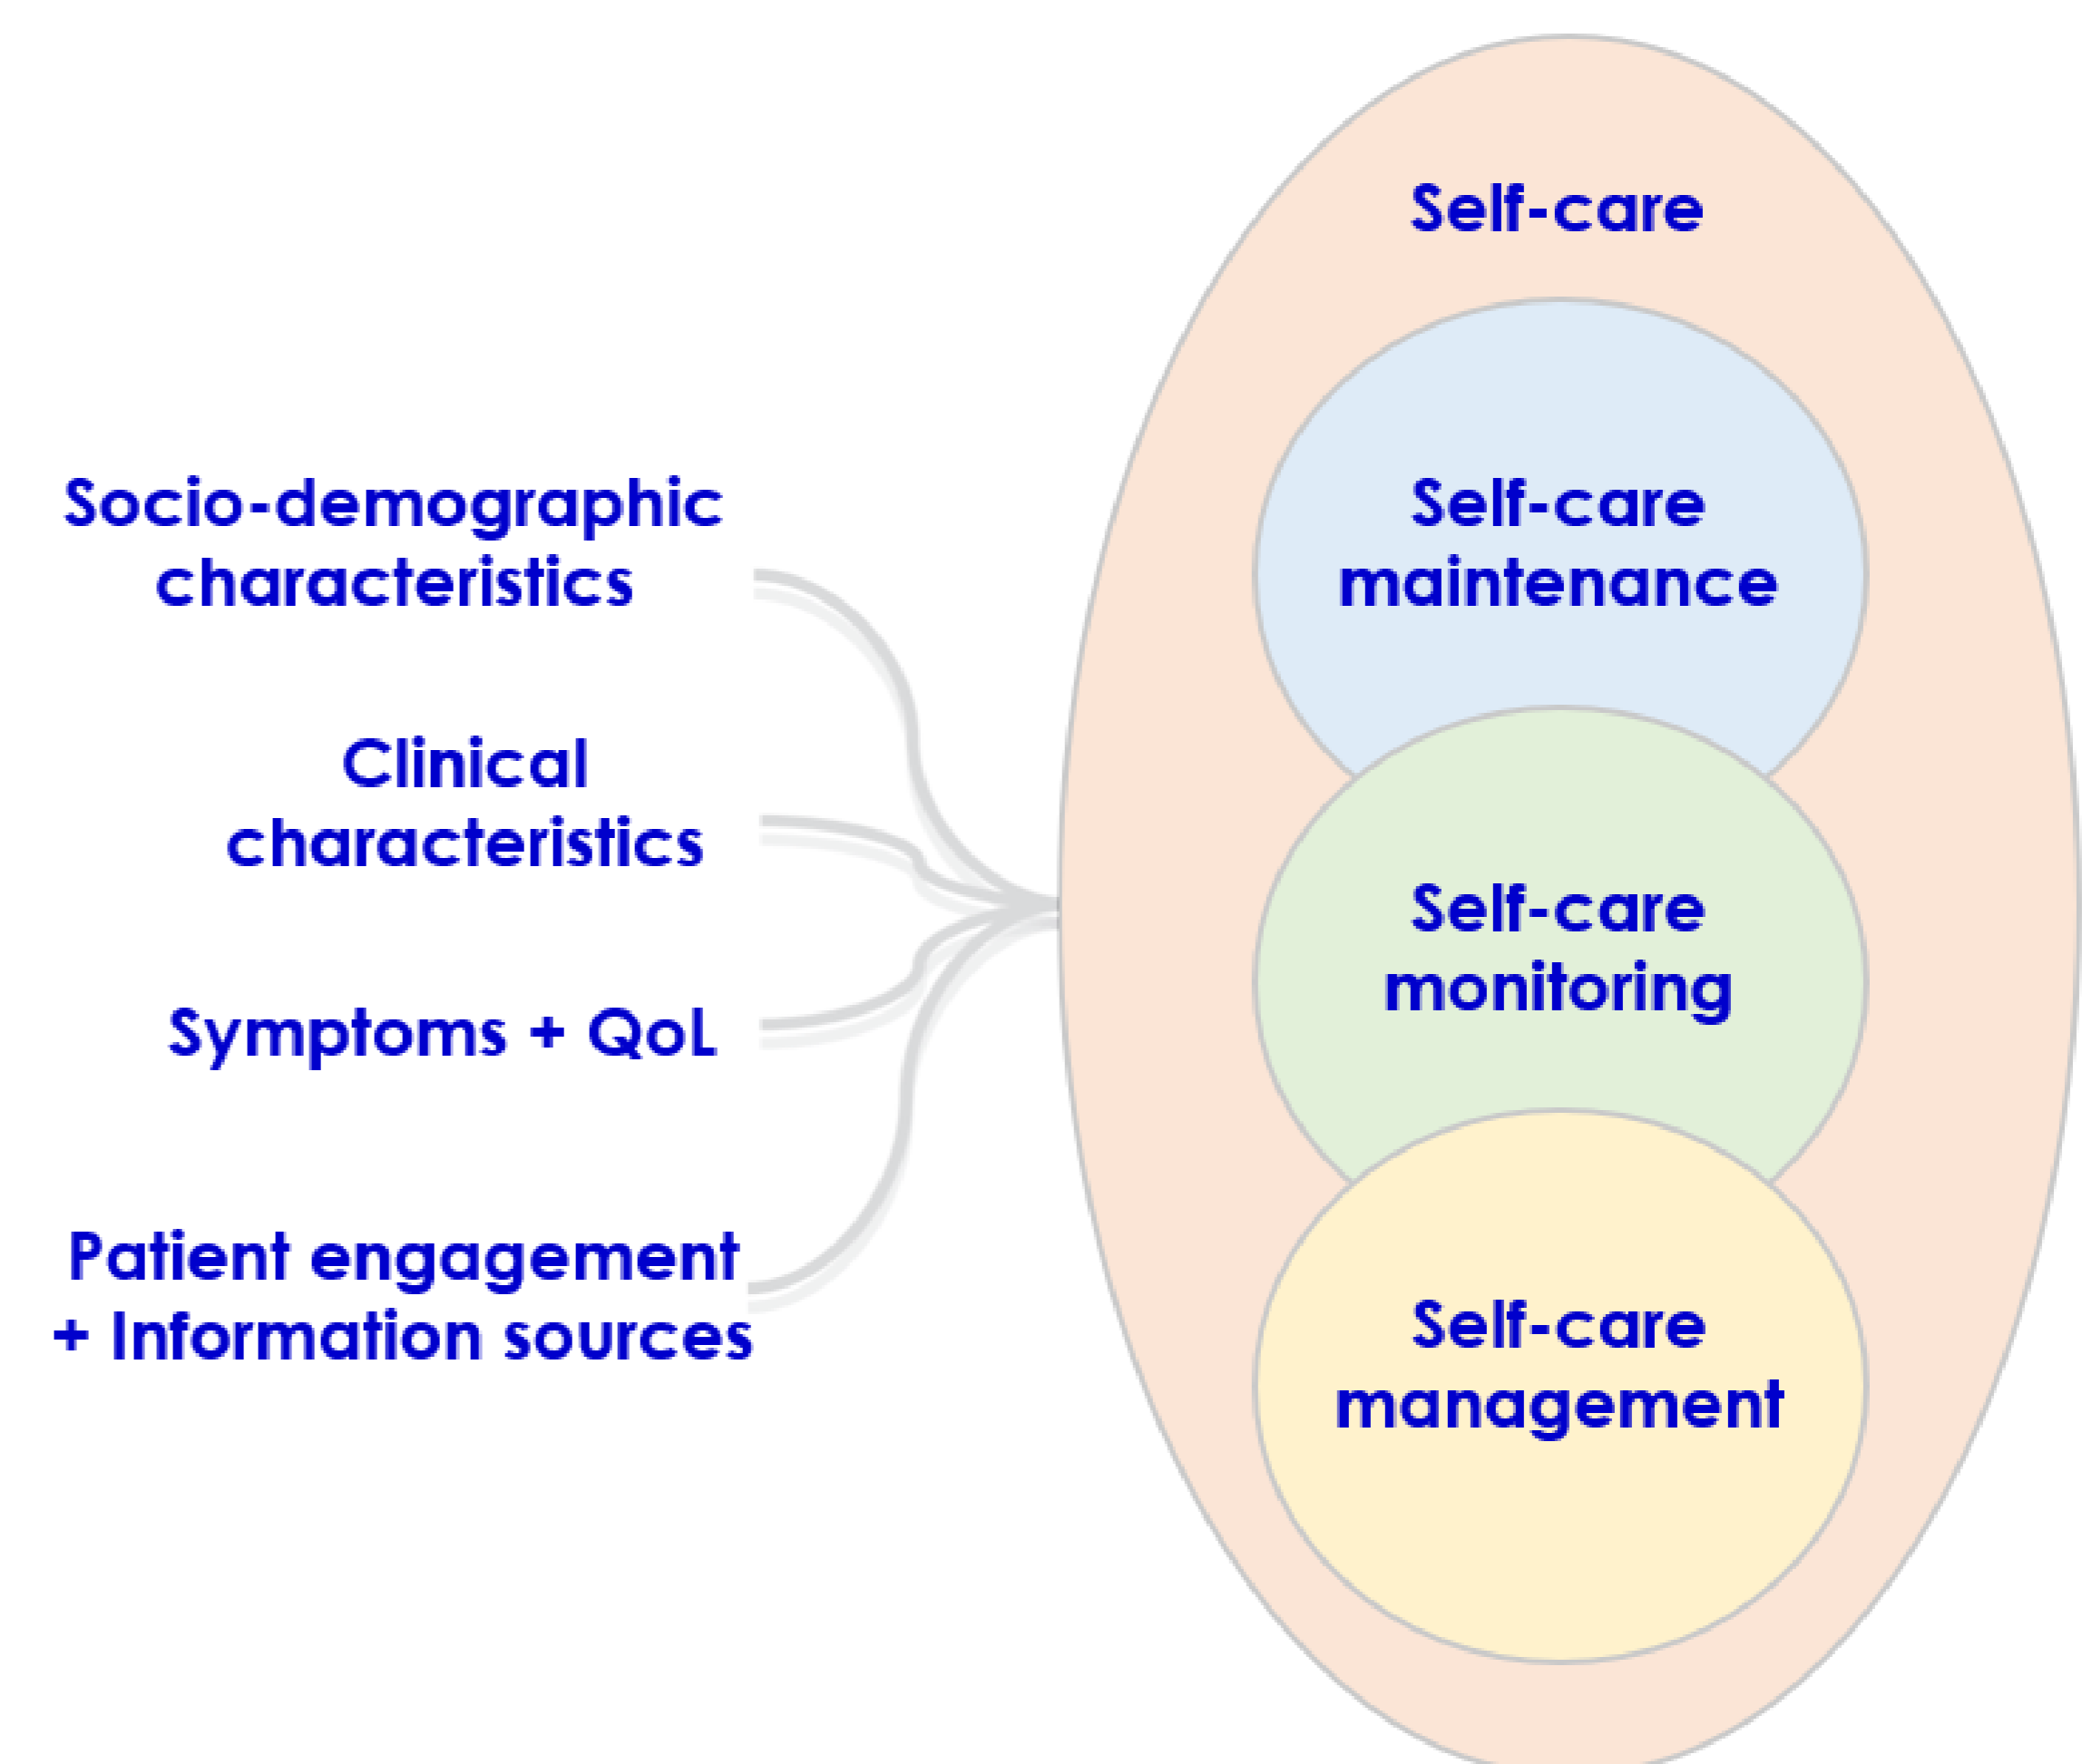 Socio-demographic
characteristics
Clinical
characteristics
Symptoms + QoL
Patient engagement
+ Information sources
Self-care
Self-care
maintenance
Self-care
monitoring
Self-care
management